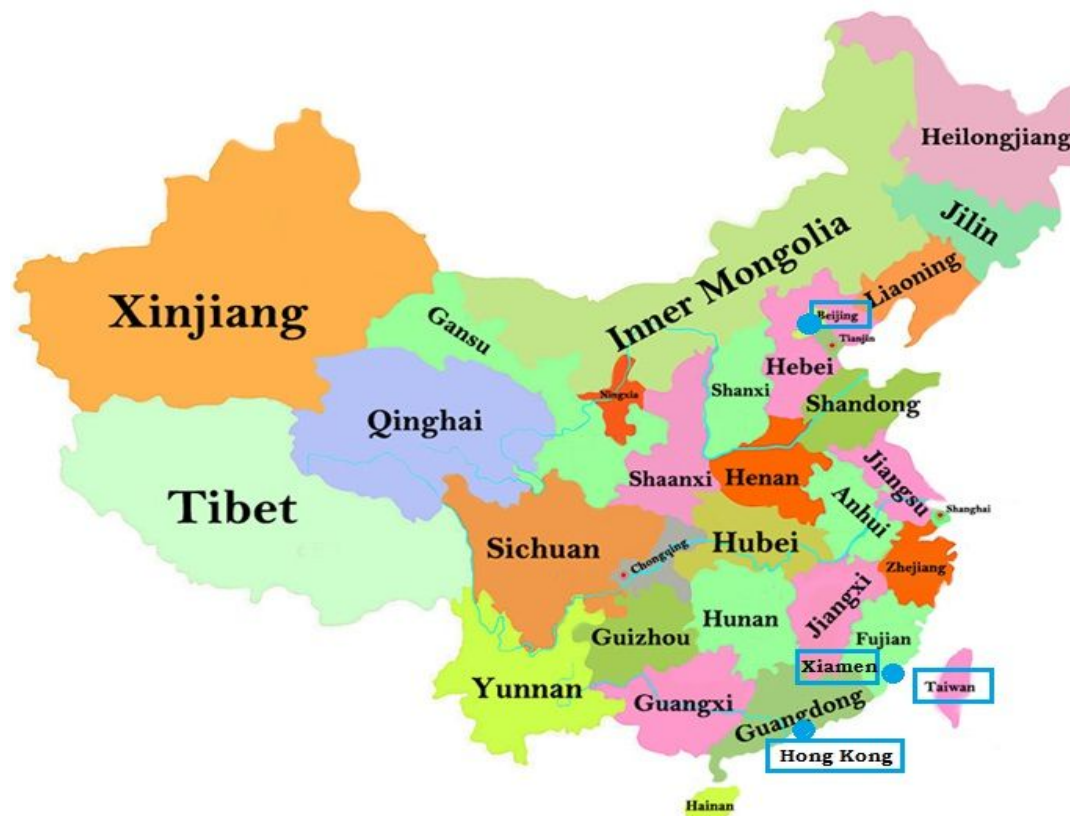 Heilongjiang
Jilin
Inner Mongolia
Liaoning
Xinjiang
Gansu
Beijing
Tianjin
Hebei
Ningxia
Shanxi
Shandong
Qinghai
Shaanxi
Henan
Jiangsu
Tibet
Anhui
Shanghai
Sichuan
Chongqing
Hubei
Zhejiang
Hunan
Jiangxi
Guizhou
Fujian
Xiamen
Taiwan
Yunnan
Guangxi
Guangdong
Hong Kong
Hainan